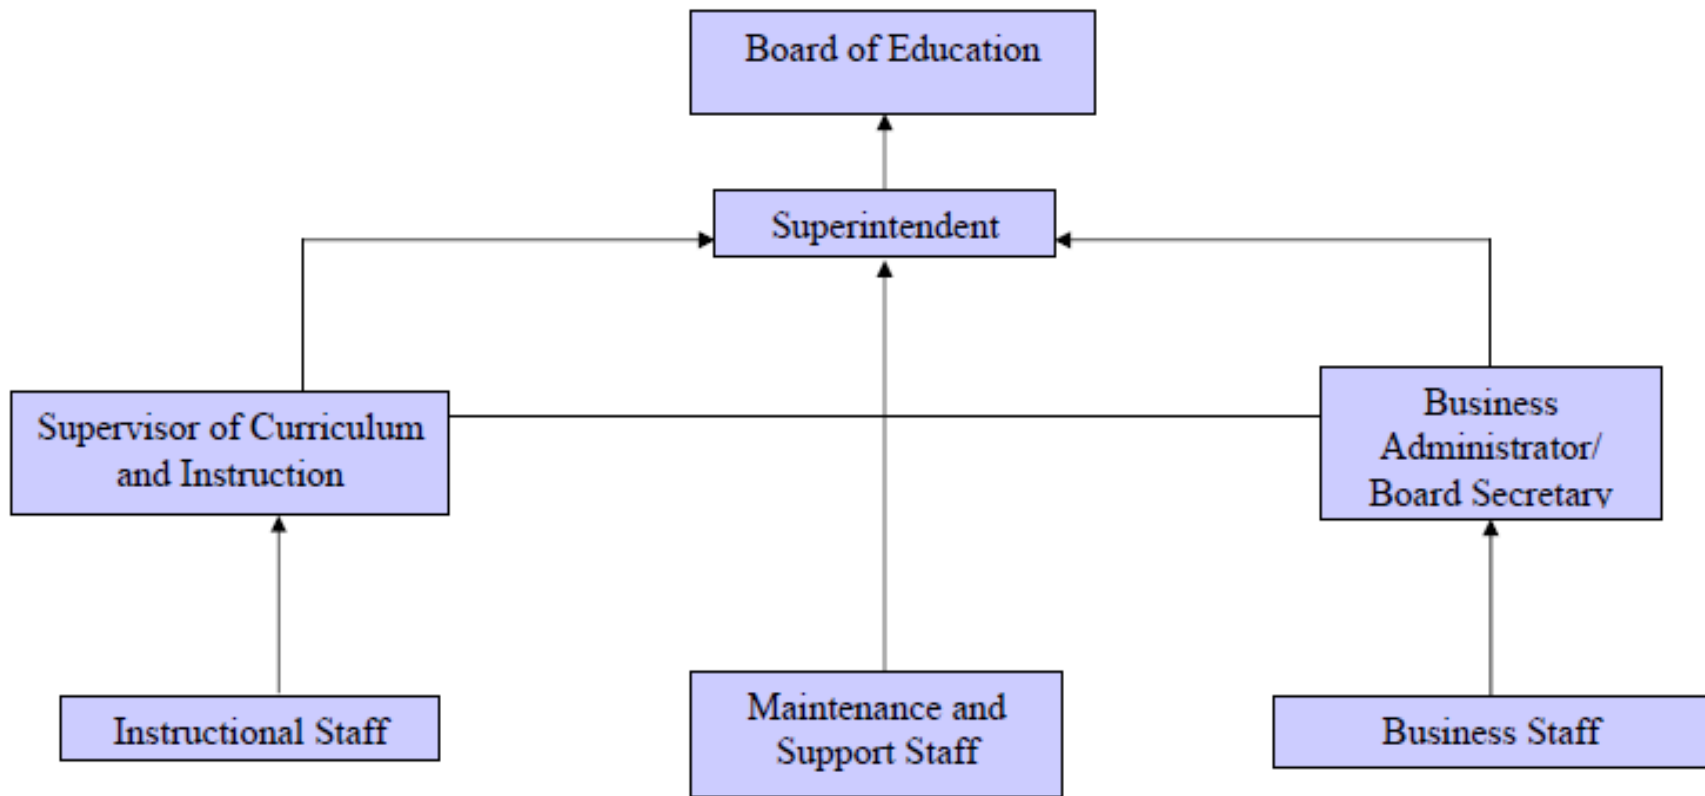 Board of Education
Superintendent
Supervisor of Curriculum
and Instruction
Business
Administrator/
Board Secretary
Instructional Staff
Maintenance and
Support Staff
Business Staff